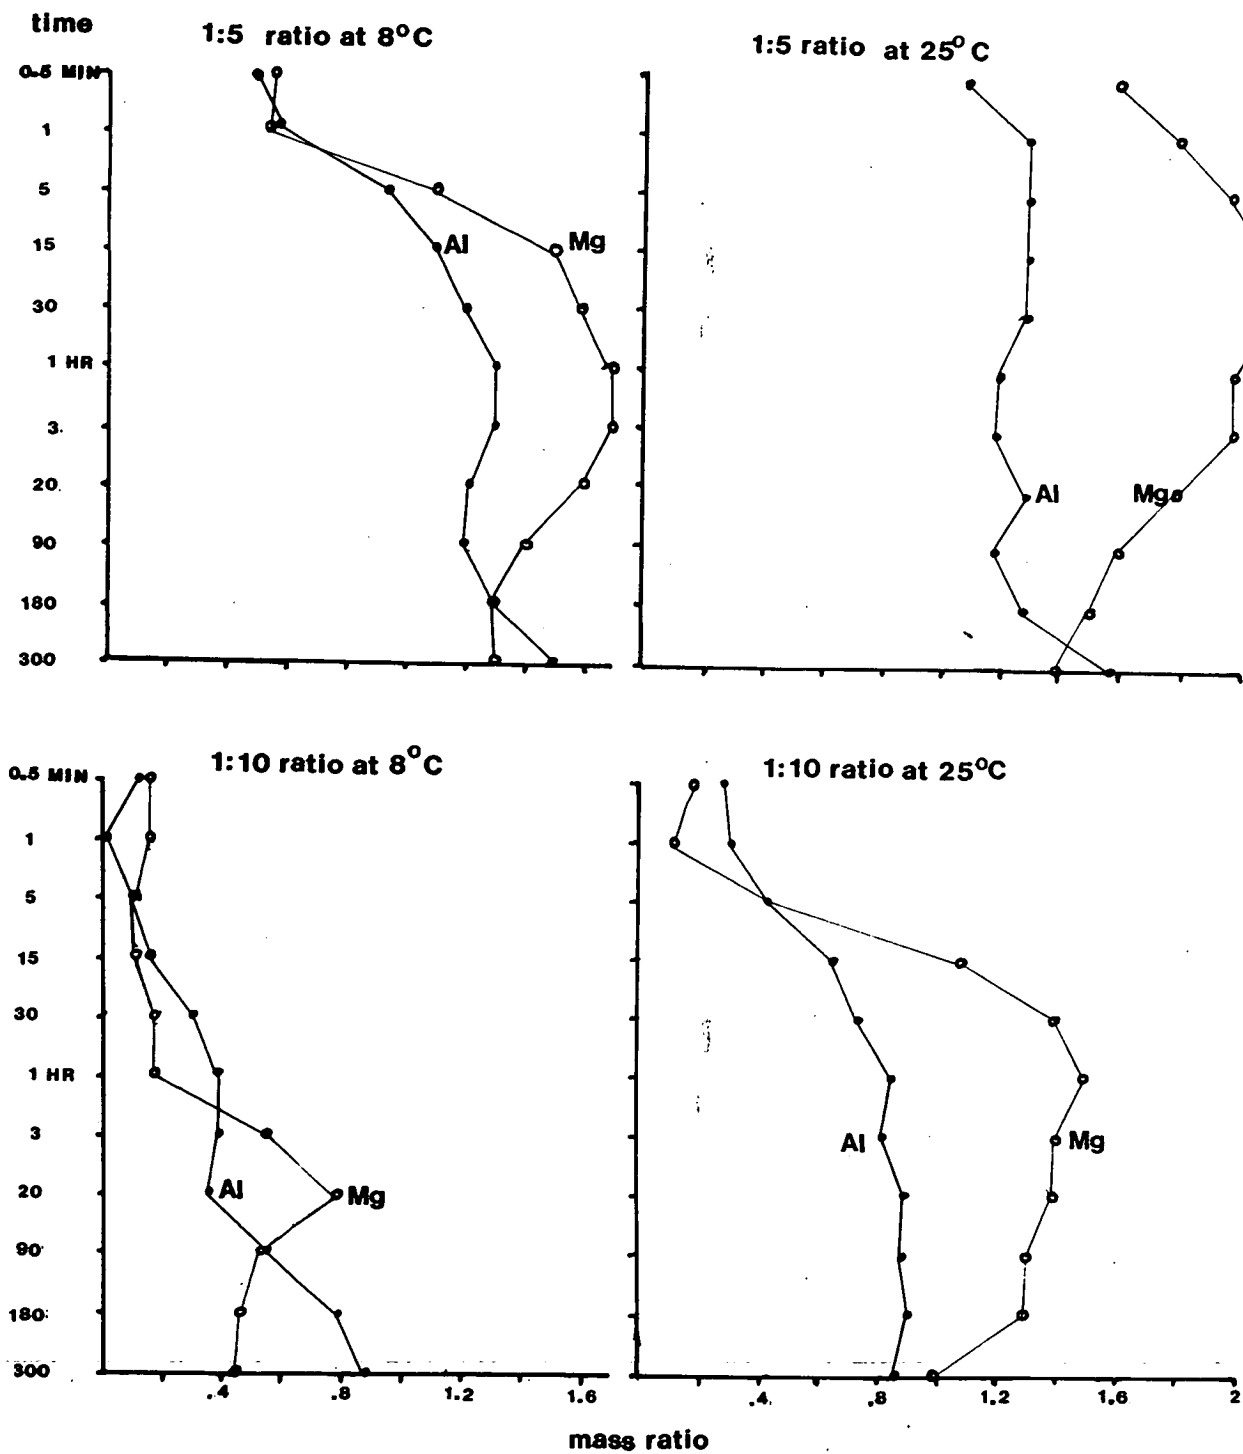 time
1:5 ratio at 8°C
1:5 ratio at 25°C
0.5 MIN
1
5
15
30
1 HR
3.
20.
90
180
300
Al
Mg
Al
Mg
1:10 ratio at 8°C
1:10 ratio at 25°C
0.5 MIN
1
5
15
30
1 HR
3
20
90
180
300
Al
Mg
Al
Mg
.4 .8 1.2 1.6
.4 .8 1.2 1.6 2
mass ratio